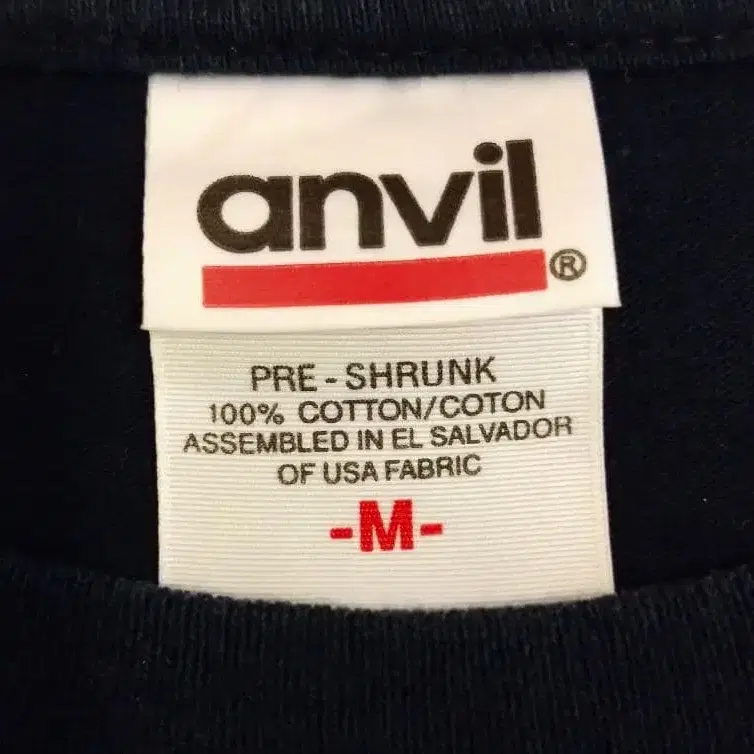 anvil®
PRE-SHRUNK
100% COTTON/COTON
ASSEMBLED IN EL SALVADOR
OF USA FABRIC
-M-